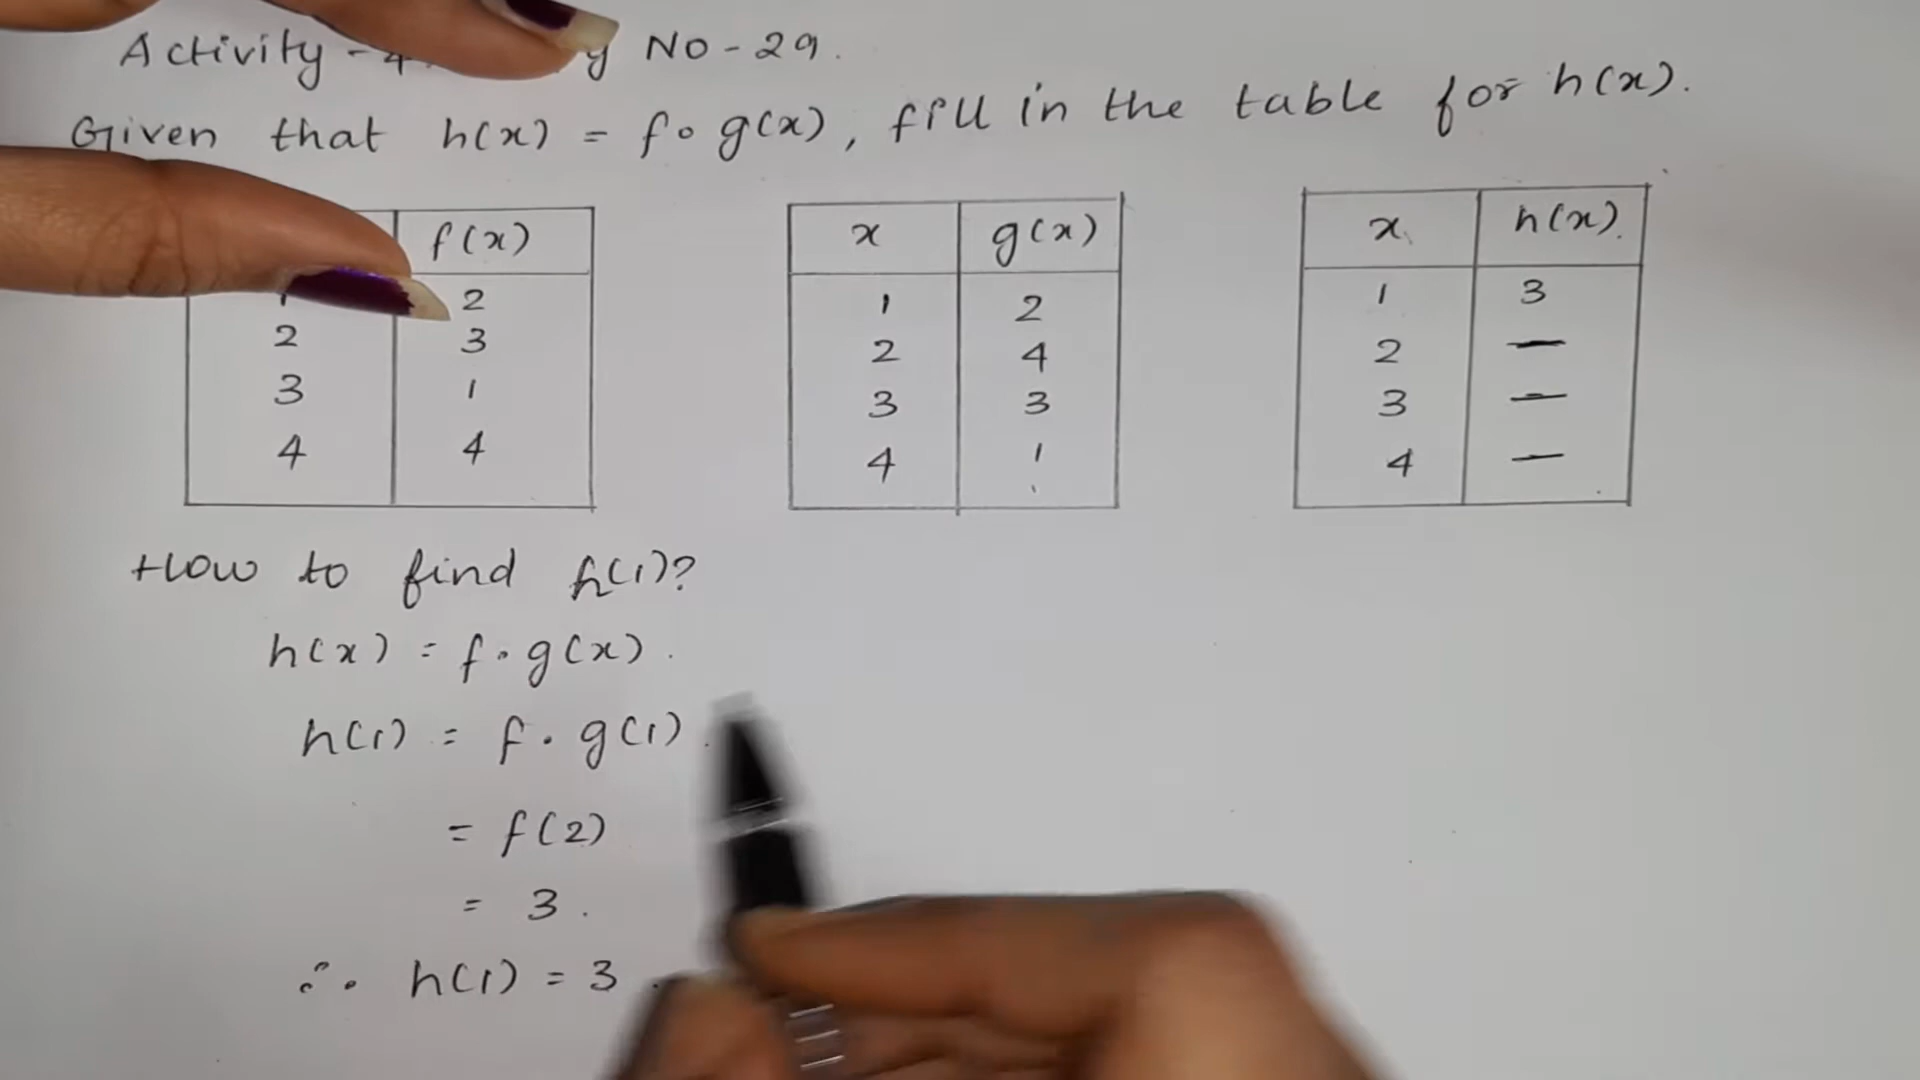 Activity - 4 No - 29.
Given that h(x) = f∘g(x), fill in the table for h(x).
f(x)
1 2
2 3
3 1
4 4
x g(x)
1 2
2 4
3 3
4 1
x h(x).
1 3
2 —
3 —
4 —
How to find h(1)?
h(x) = f∘g(x).
h(1) = f∘g(1).
= f(2)
= 3.
∴ h(1) = 3.